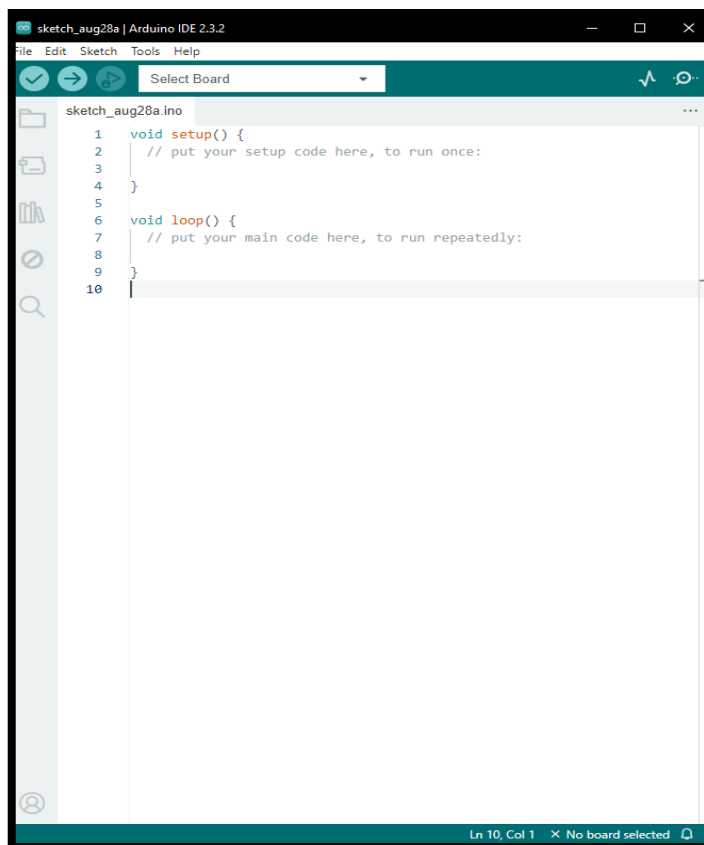 sketch_aug28a | Arduino IDE 2.3.2
File Edit Sketch Tools Help
Select Board
sketch_aug28a.ino
1 void setup() {
2 // put your setup code here, to run once:
3
4 }
5
6 void loop() {
7 // put your main code here, to run repeatedly:
8
9 }
10
Ln 10, Col 1 × No board selected